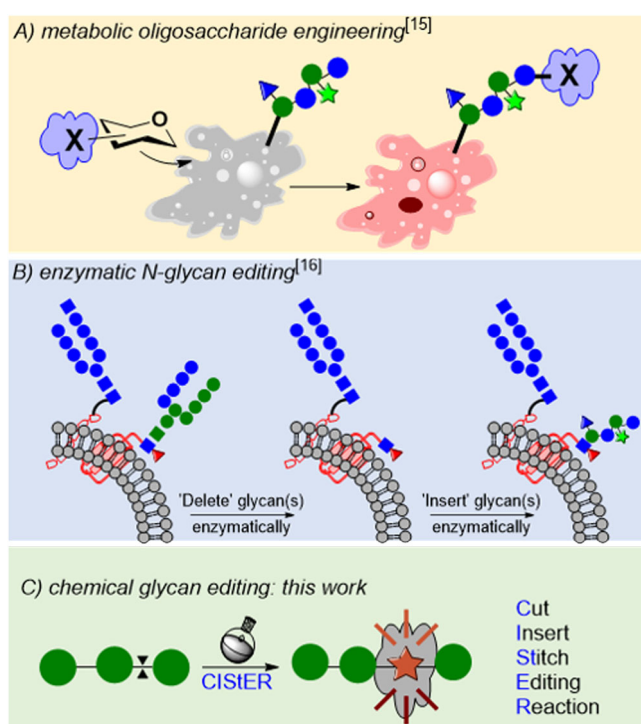 A) metabolic oligosaccharide engineering[15]
X
O
X
B) enzymatic N-glycan editing[16]
'Delete' glycan(s)
enzymatically
'Insert' glycan(s)
enzymatically
C) chemical glycan editing: this work
CIStER
Cut
Insert
Stitch
Editing
Reaction